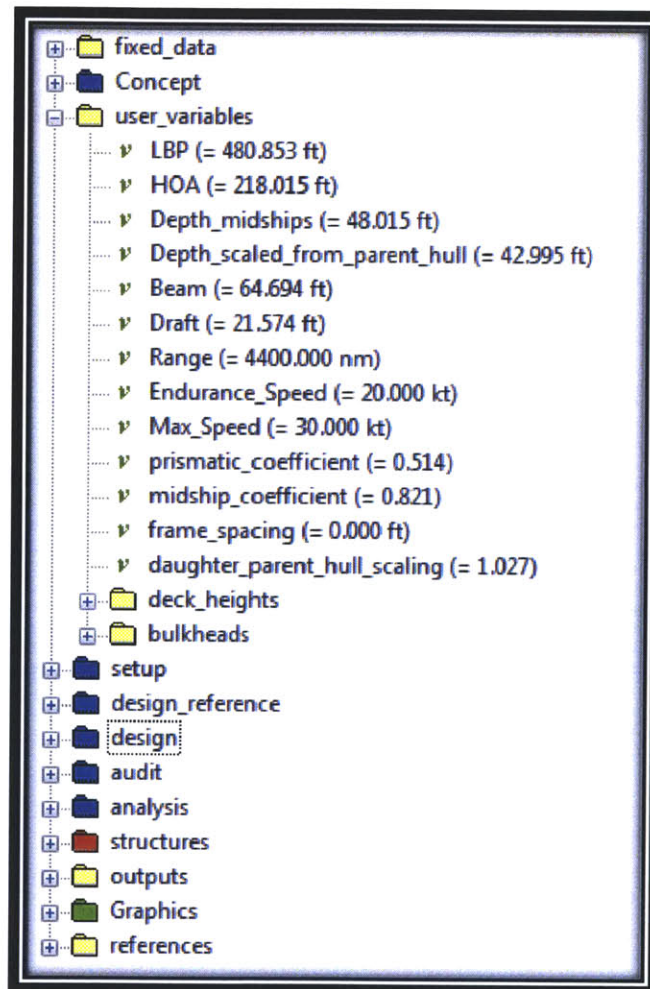 fixed_data
Concept
user_variables
LBP (= 480.853 ft)
HOA (= 218.015 ft)
Depth_midships (= 48.015 ft)
Depth_scaled_from_parent_hull (= 42.995 ft)
Beam (= 64.694 ft)
Draft (= 21.574 ft)
Range (= 4400.000 nm)
Endurance_Speed (= 20.000 kt)
Max_Speed (= 30.000 kt)
prismatic_coefficient (= 0.514)
midship_coefficient (= 0.821)
frame_spacing (= 0.000 ft)
daughter_parent_hull_scaling (= 1.027)
deck_heights
bulkheads
setup
design_reference
design
audit
analysis
structures
outputs
Graphics
references